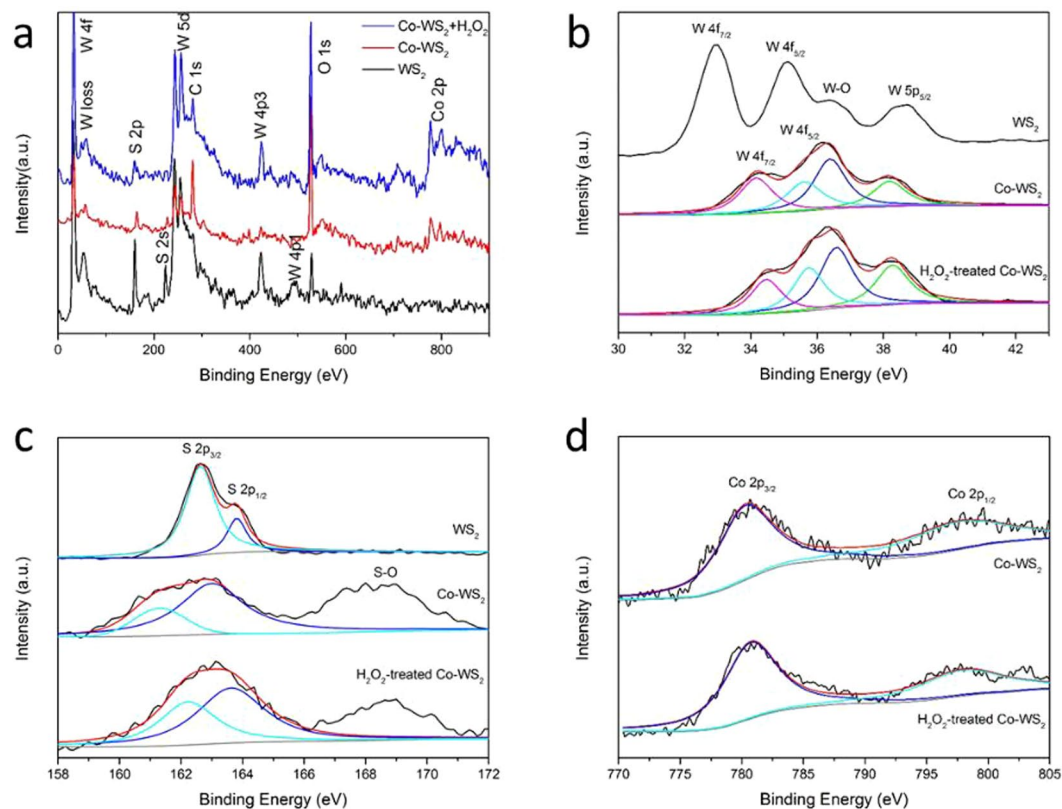 a
Co-WS₂+H₂O₂
Co-WS₂
WS₂
W 4f
W loss
S 2p
S 2s
W 5d
C 1s
W 4p3
W 4p1
O 1s
Co 2p
Intensity(a.u.)
0 200 400 600 800
Binding Energy (eV)
b
W 4f₇/₂
W 4f₅/₂
W-O
W 5p₅/₂
WS₂
W 4f₇/₂
W 4f₅/₂
Co-WS₂
H₂O₂-treated Co-WS₂
Intensity (a.u.)
30 32 34 36 38 40 42
Binding Energy (eV)
c
S 2p₃/₂
S 2p₁/₂
WS₂
S-O
Co-WS₂
H₂O₂-treated Co-WS₂
Intensity (a.u.)
158 160 162 164 166 168 170 172
Binding Energy (eV)
d
Co 2p₃/₂
Co 2p₁/₂
Co-WS₂
H₂O₂-treated Co-WS₂
Intensity (a.u.)
770 775 780 785 790 795 800 805
Binding Energy (eV)